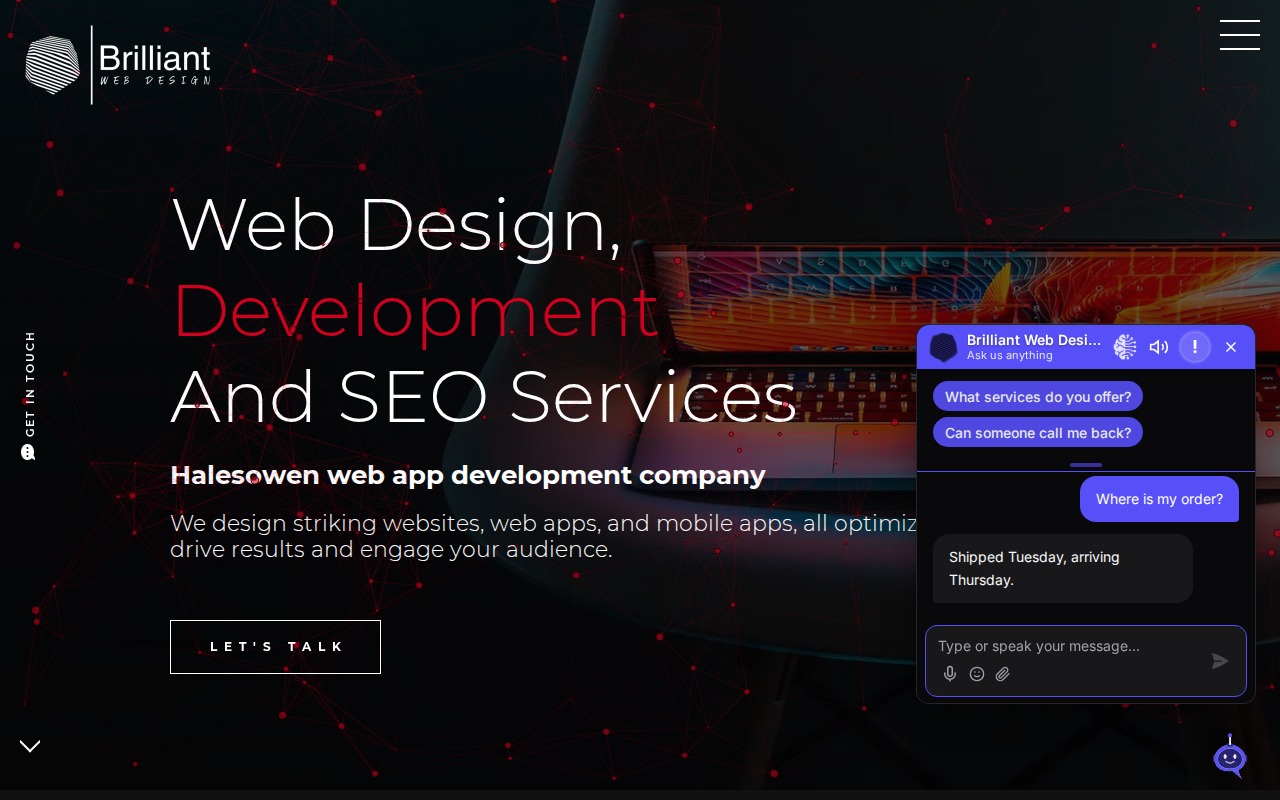 Brilliant
WEB DESIGN
Web Design,
Development
And SEO Services
Halesowen web app development company
We design striking websites, web apps, and mobile apps, all optimiz
drive results and engage your audience.
LET'S TALK
GET IN TOUCH
Brilliant Web Desi...
Ask us anything
What services do you offer?
Can someone call me back?
Where is my order?
Shipped Tuesday, arriving
Thursday.
Type or speak your message...